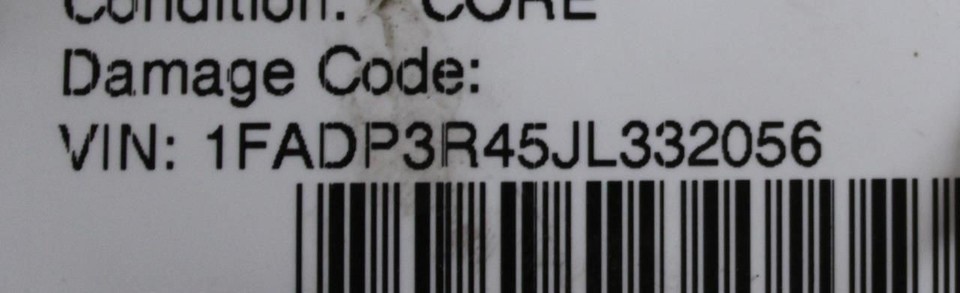 Condition: CORE
Damage Code:
VIN: 1FADP3R45JL332056